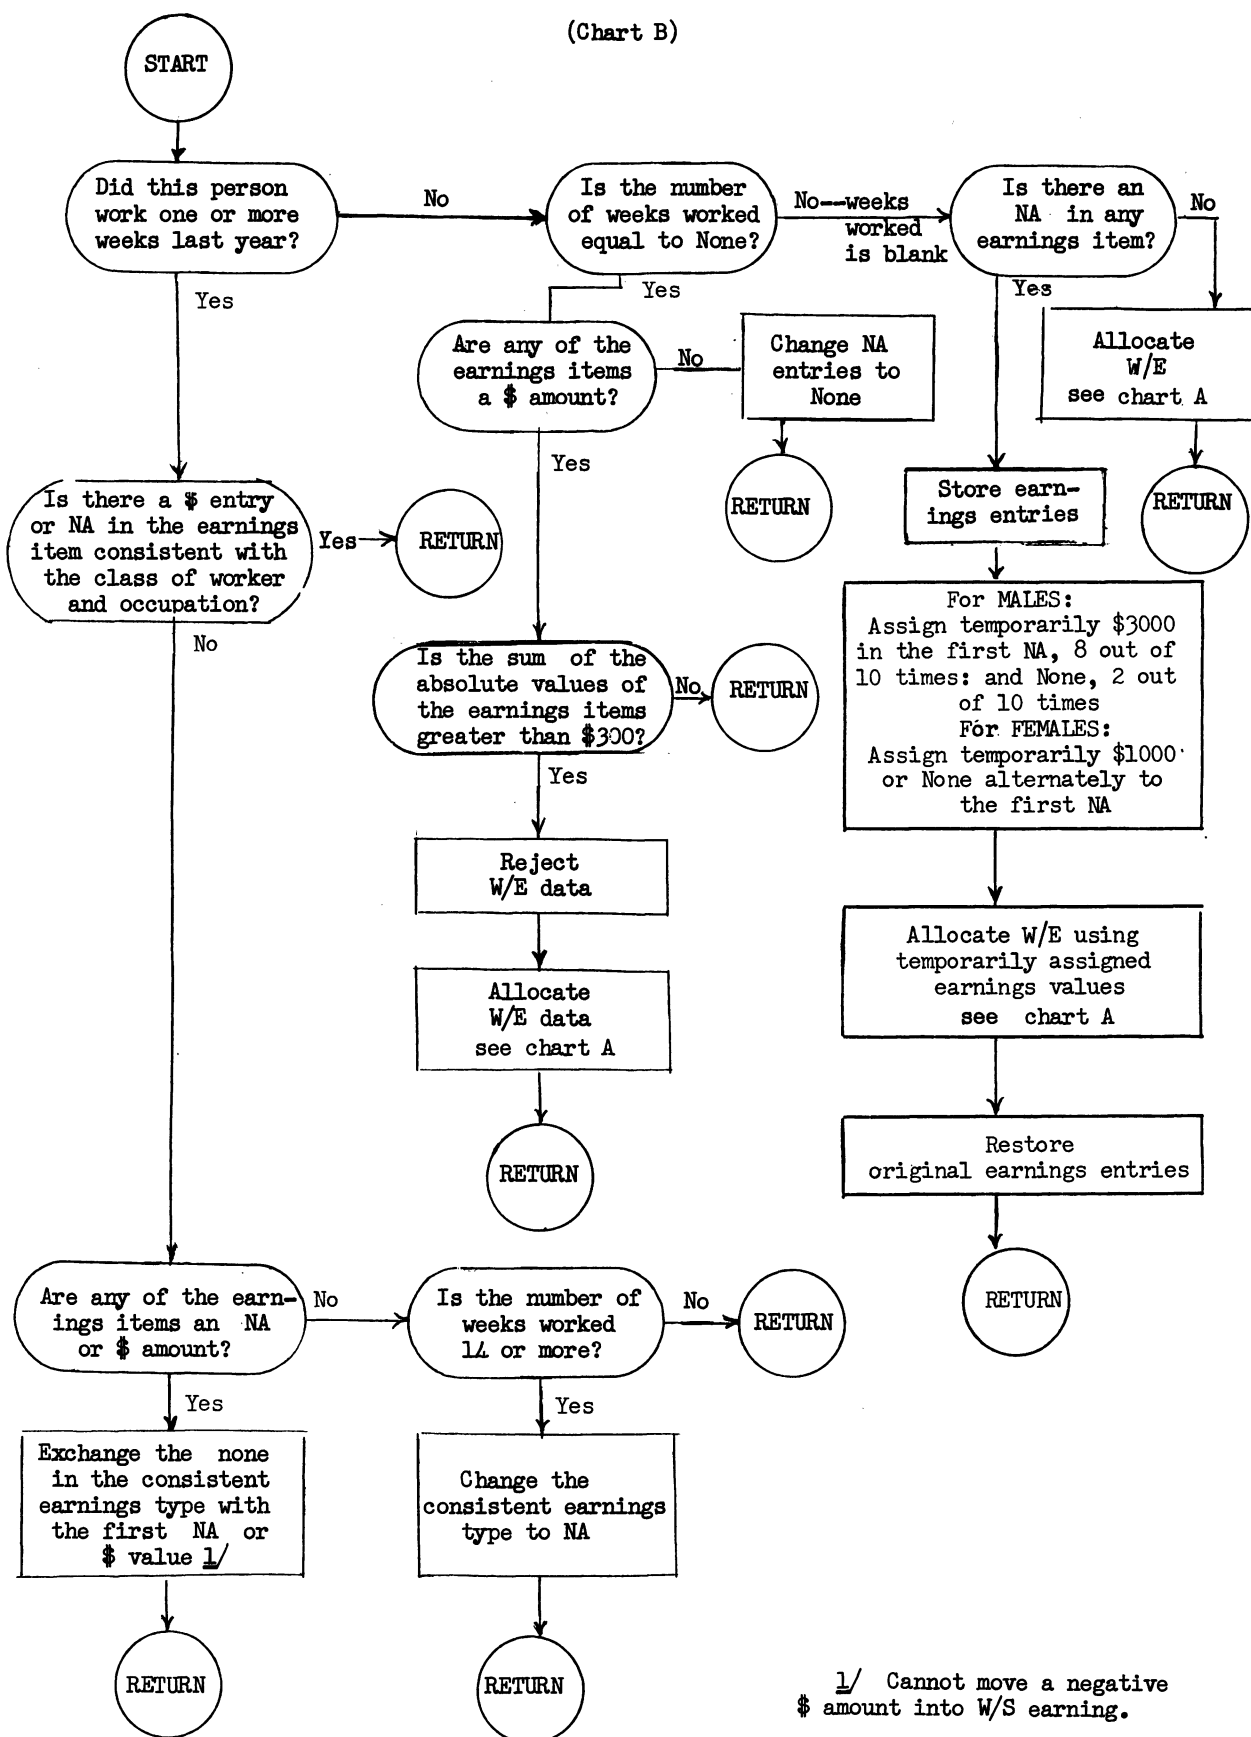 (Chart B)
START
Did this person
work one or more
weeks last year?
No
Is the number
of weeks worked
equal to None?
No--weeks
worked
is blank
Is there an
NA in any
earnings item?
No
Yes
Yes
Yes
Are any of the
earnings items
a $ amount?
No
Change NA
entries to
None
Allocate
W/E
see chart A
Yes
RETURN
RETURN
Store earn-
ings entries
Is there a $ entry
or NA in the earnings
item consistent with
the class of worker
and occupation?
Yes
RETURN
No
For MALES:
Assign temporarily $3000
in the first NA, 8 out of
10 times: and None, 2 out
of 10 times
For FEMALES:
Assign temporarily $1000
or None alternately to
the first NA
Is the sum of the
absolute values of
the earnings items
greater than $300?
No
RETURN
Yes
Reject
W/E data
Allocate W/E using
temporarily assigned
earnings values
see chart A
Allocate
W/E data
see chart A
RETURN
Restore
original earnings entries
RETURN
Are any of the earn-
ings items an NA
or $ amount?
No
Is the number of
weeks worked
14 or more?
No
RETURN
Yes
Yes
Exchange the none
in the consistent
earnings type with
the first NA or
$ value 1/
Change the
consistent earnings
type to NA
RETURN
RETURN
1/ Cannot move a negative
$ amount into W/S earning.